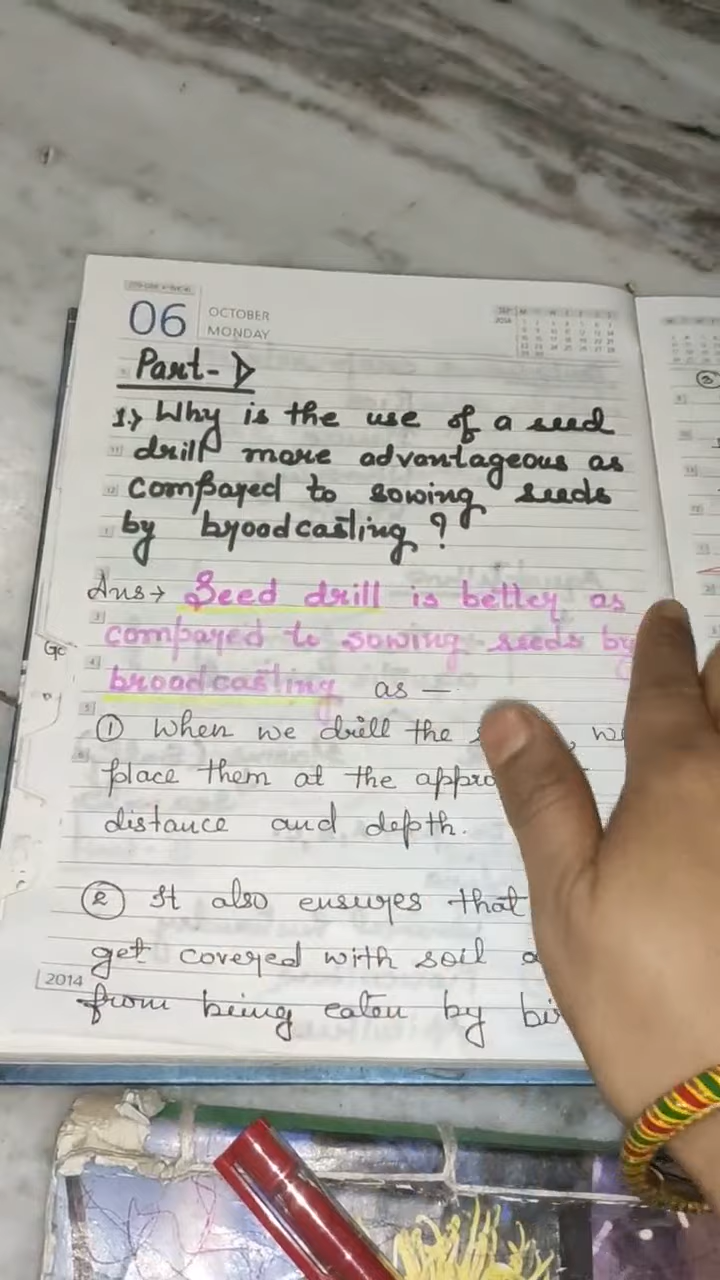 06
OCTOBER
MONDAY
Part-D
1.) Why is the use of a seed
drill more advantageous as
compared to sowing seeds
by broodcasting ?
Ans→ Seed drill is better as
compared to sowing seeds by
broodcasting as —
① When we drill the
place them at the appro
distance and depth.
② It also ensures that
get covered with soil
from being eaten by bi
2014
Ge
③